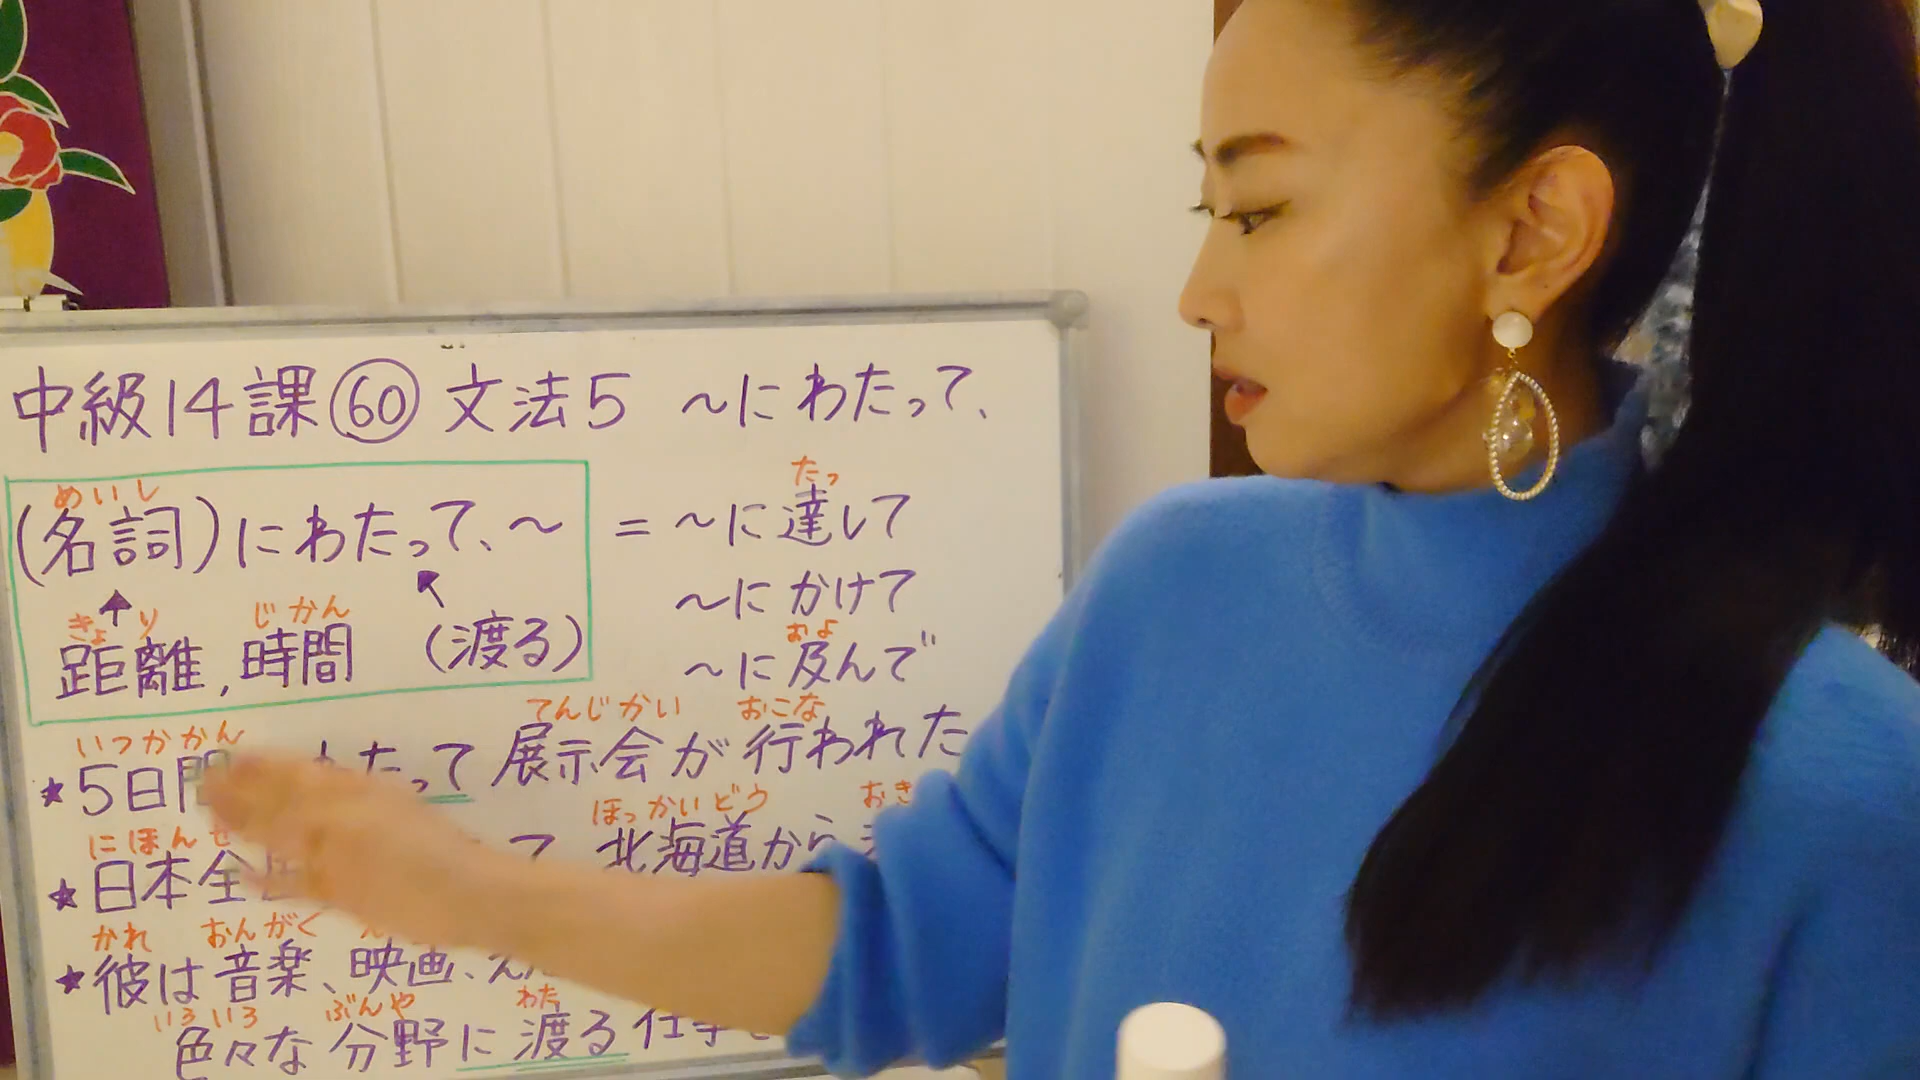 中級14課 60 文法5 ～にわたって、
めいし
(名詞)にわたって、～
きょり じかん
距離,時間 (渡る)
たっ
= ～に達して
～にかけて
およ
～に及んで
いつかかん てんじかい おこな
★5日間 わたって 展示会が行われた
にほんぜ ほっかいどう おき
★日本全 て 北海道から
かれ おんがく
★彼は音楽、映画、
いろいろ ぶんや わた
色々な分野に渡る仕事